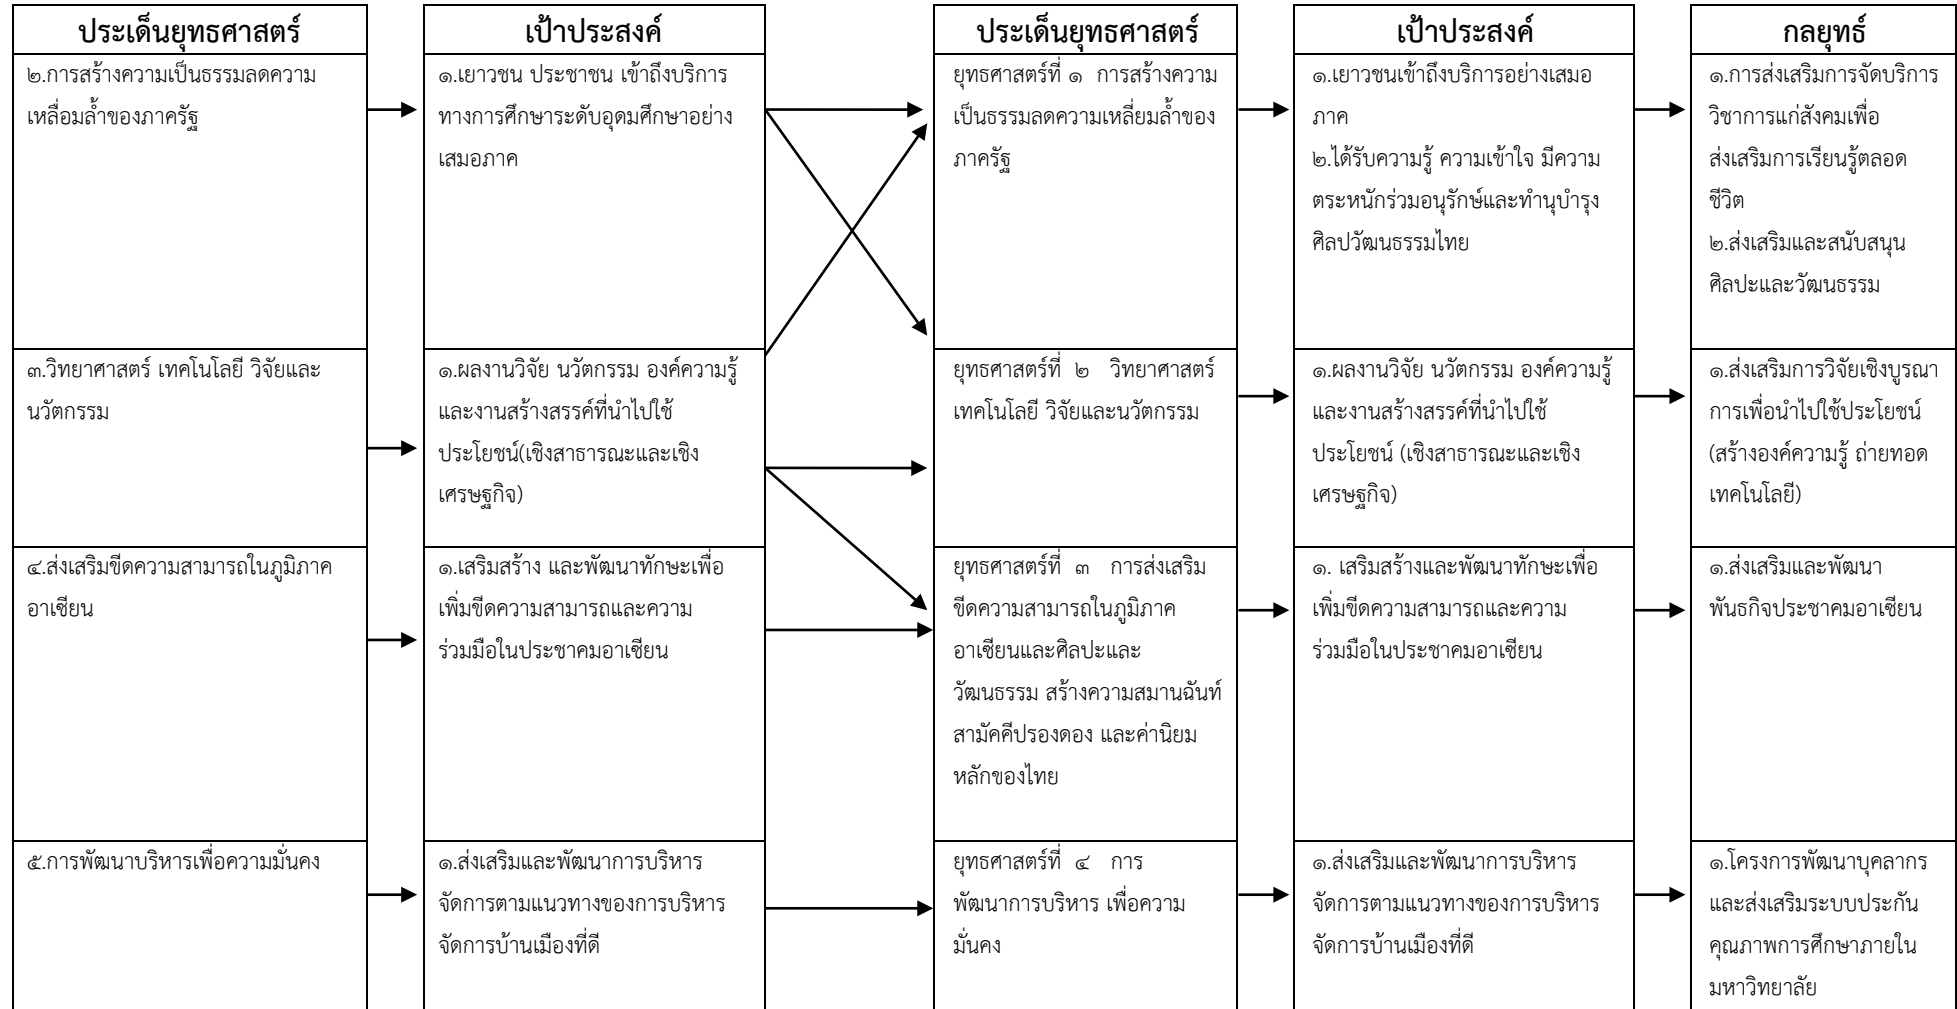 ประเด็นยุทธศาสตร์
๒.การสร้างความเป็นธรรมลดความ
เหลื่อมล้ำของภาครัฐ
๓.วิทยาศาสตร์ เทคโนโลยี วิจัยและ
นวัตกรรม
๔.ส่งเสริมขีดความสามารถในภูมิภาค
อาเซียน
๕.การพัฒนาบริหารเพื่อความมั่นคง
เป้าประสงค์
๑.เยาวชน ประชาชน เข้าถึงบริการ
ทางการศึกษาระดับอุดมศึกษาอย่าง
เสมอภาค
๑.ผลงานวิจัย นวัตกรรม องค์ความรู้
และงานสร้างสรรค์ที่นำไปใช้
ประโยชน์(เชิงสาธารณะและเชิง
เศรษฐกิจ)
๑.เสริมสร้าง และพัฒนาทักษะเพื่อ
เพิ่มขีดความสามารถและความ
ร่วมมือในประชาคมอาเซียน
๑.ส่งเสริมและพัฒนาการบริหาร
จัดการตามแนวทางของการบริหาร
จัดการบ้านเมืองที่ดี
ประเด็นยุทธศาสตร์
ยุทธศาสตร์ที่ ๑ การสร้างความ
เป็นธรรมลดความเหลี่ยมล้ำของ
ภาครัฐ
ยุทธศาสตร์ที่ ๒ วิทยาศาสตร์
เทคโนโลยี วิจัยและนวัตกรรม
ยุทธศาสตร์ที่ ๓ การส่งเสริม
ขีดความสามารถในภูมิภาค
อาเซียนและศิลปะและ
วัฒนธรรม สร้างความสมานฉันท์
สามัคคีปรองดอง และค่านิยม
หลักของไทย
ยุทธศาสตร์ที่ ๔ การ
พัฒนาการบริหาร เพื่อความ
มั่นคง
เป้าประสงค์
๑.เยาวชนเข้าถึงบริการอย่างเสมอ
ภาค
๒.ได้รับความรู้ ความเข้าใจ มีความ
ตระหนักร่วมอนุรักษ์และทำนุบำรุง
ศิลปวัฒนธรรมไทย
๑.ผลงานวิจัย นวัตกรรม องค์ความรู้
และงานสร้างสรรค์ที่นำไปใช้
ประโยชน์ (เชิงสาธารณะและเชิง
เศรษฐกิจ)
๑. เสริมสร้างและพัฒนาทักษะเพื่อ
เพิ่มขีดความสามารถและความ
ร่วมมือในประชาคมอาเซียน
๑.ส่งเสริมและพัฒนาการบริหาร
จัดการตามแนวทางของการบริหาร
จัดการบ้านเมืองที่ดี
กลยุทธ์
๑.การส่งเสริมการจัดบริการ
วิชาการแก่สังคมเพื่อ
ส่งเสริมการเรียนรู้ตลอด
ชีวิต
๒.ส่งเสริมและสนับสนุน
ศิลปะและวัฒนธรรม
๑.ส่งเสริมการวิจัยเชิงบูรณา
การเพื่อนำไปใช้ประโยชน์
(สร้างองค์ความรู้ ถ่ายทอด
เทคโนโลยี)
๑.ส่งเสริมและพัฒนา
พันธกิจประชาคมอาเซียน
๑.โครงการพัฒนาบุคลากร
และส่งเสริมระบบประกัน
คุณภาพการศึกษาภายใน
มหาวิทยาลัย